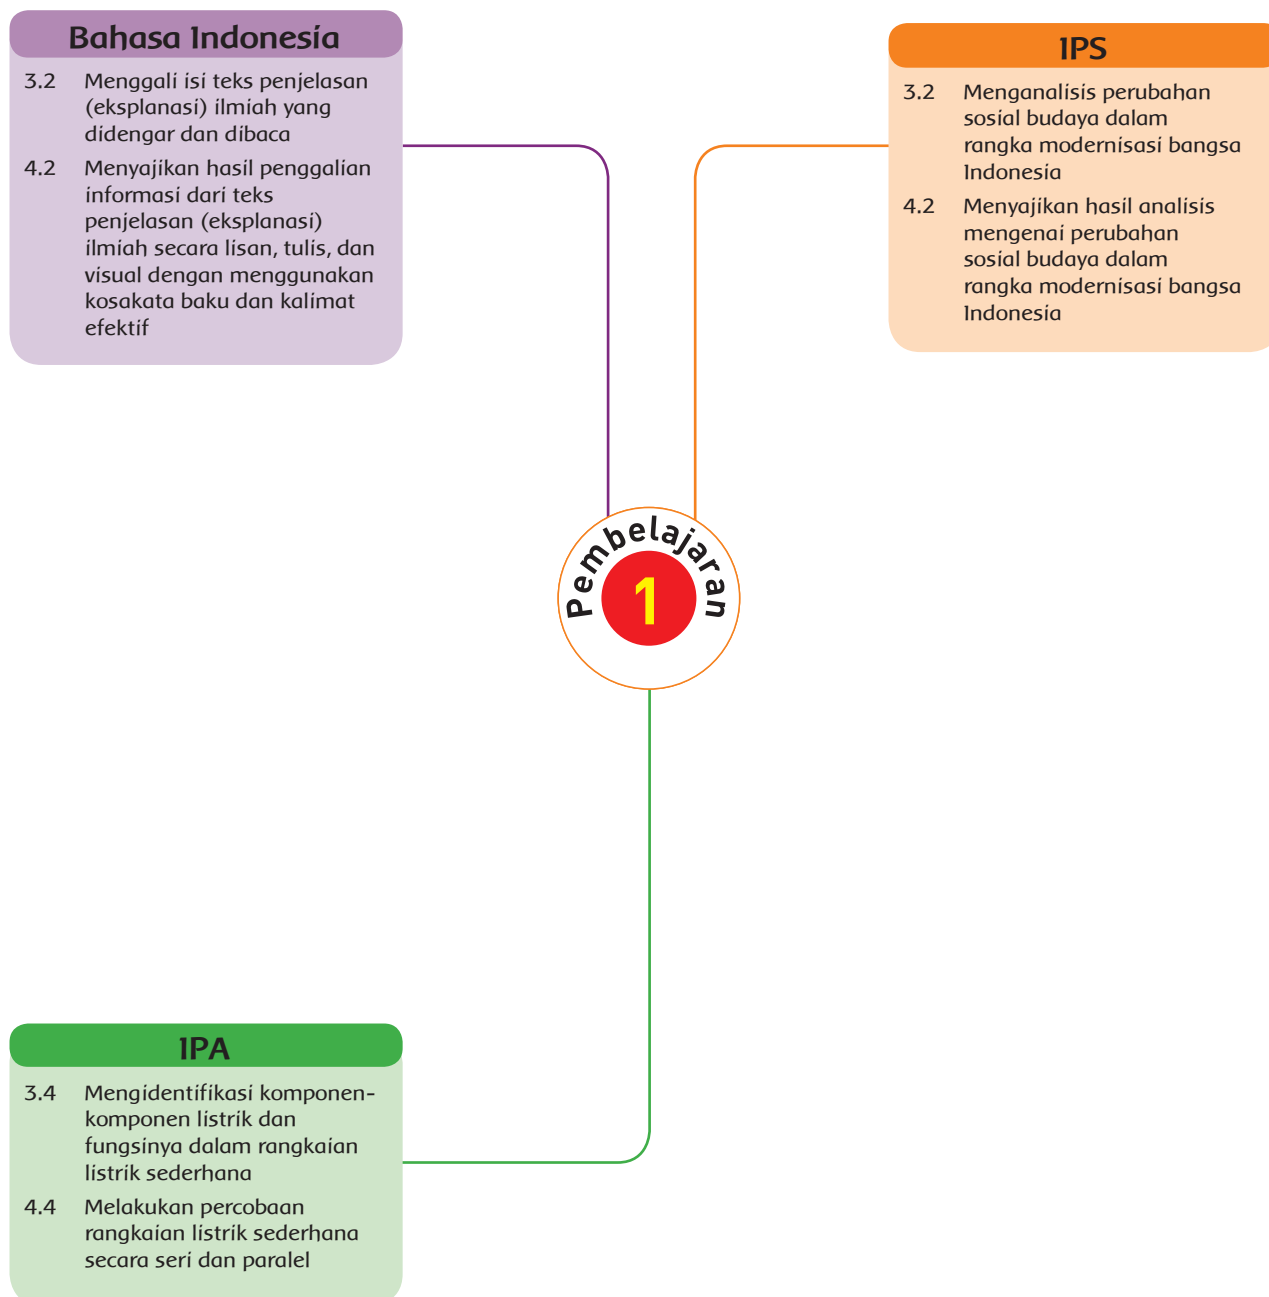 Bahasa Indonesia
3.2 Menggali isi teks penjelasan
(eksplanasi) ilmiah yang
didengar dan dibaca
4.2 Menyajikan hasil penggalian
informasi dari teks
penjelasan (eksplanasi)
ilmiah secara lisan, tulis, dan
visual dengan menggunakan
kosakata baku dan kalimat
efektif
IPS
3.2 Menganalisis perubahan
sosial budaya dalam
rangka modernisasi bangsa
Indonesia
4.2 Menyajikan hasil analisis
mengenai perubahan
sosial budaya dalam
rangka modernisasi bangsa
Indonesia
Pembelajaran
1
IPA
3.4 Mengidentifikasi komponen-
komponen listrik dan
fungsinya dalam rangkaian
listrik sederhana
4.4 Melakukan percobaan
rangkaian listrik sederhana
secara seri dan paralel